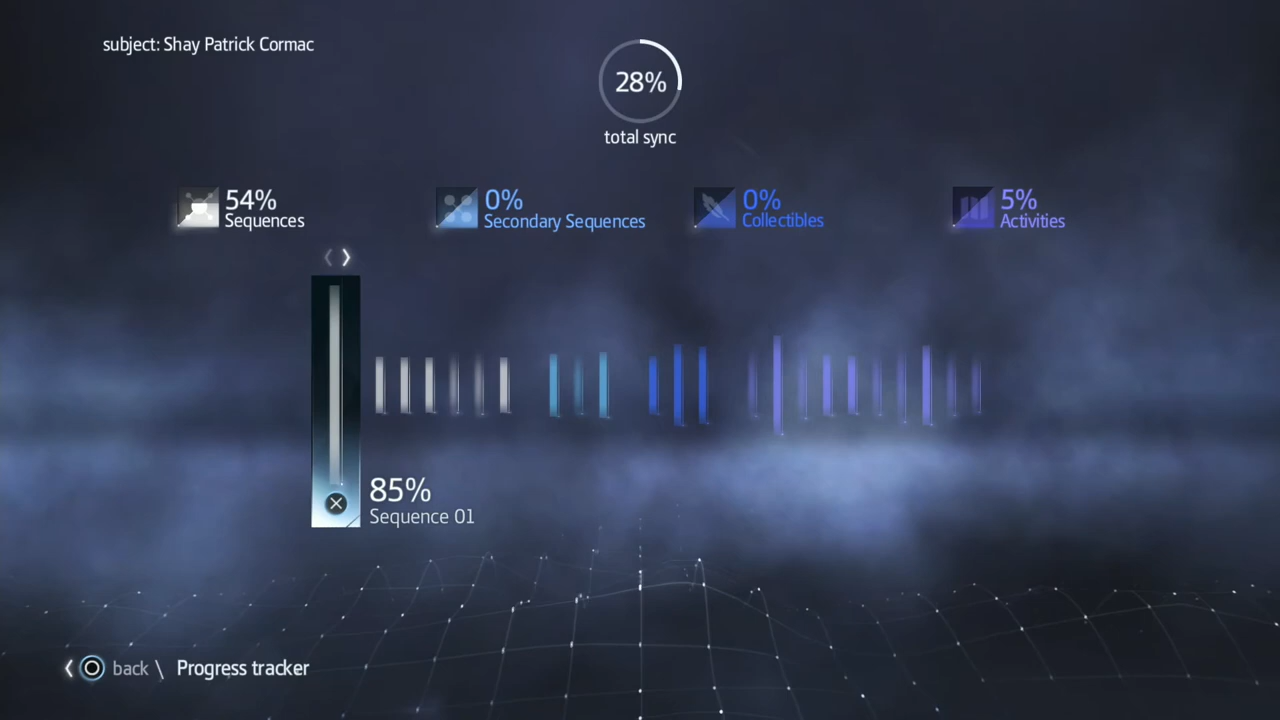 subject: Shay Patrick Cormac
28%
total sync
54%
Sequences
0%
Secondary Sequences
0%
Collectibles
5%
Activities
85%
Sequence 01
back \ Progress tracker